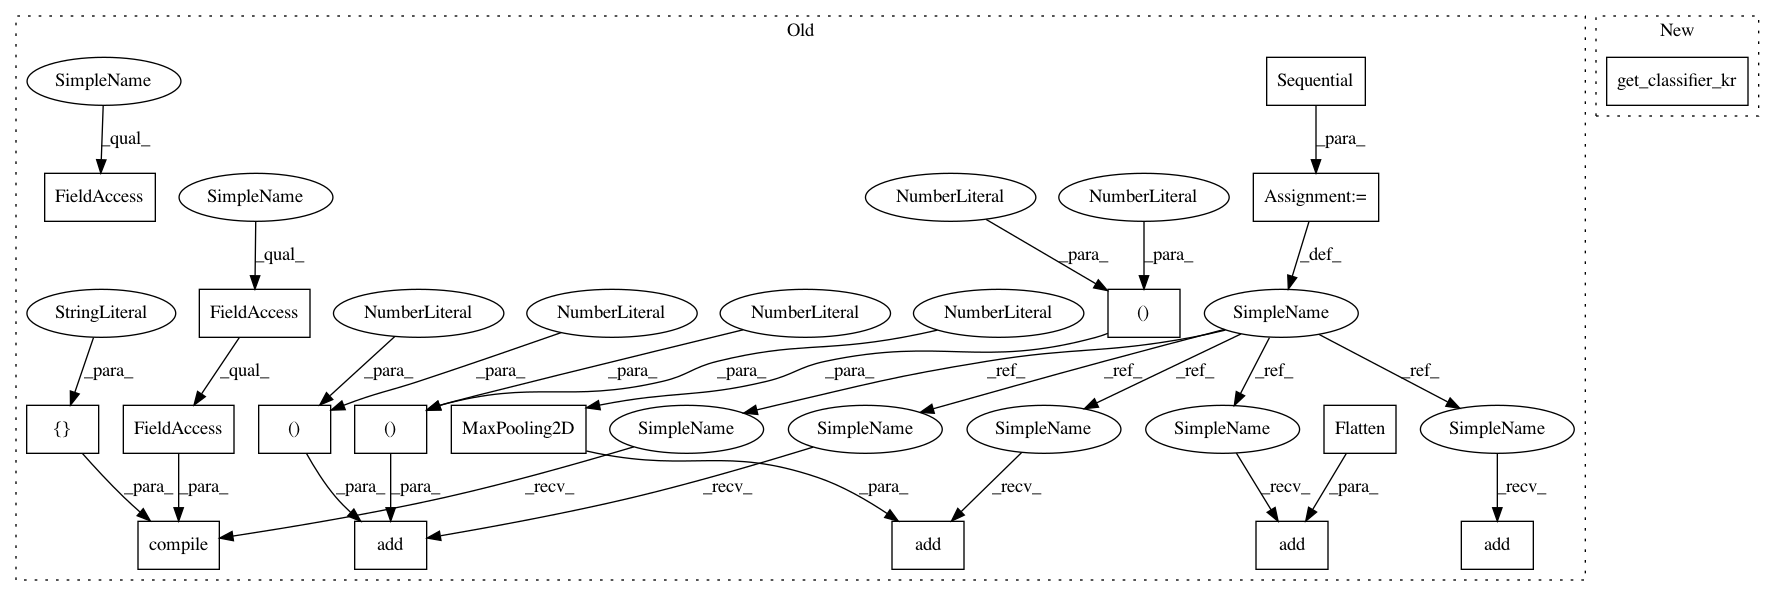 Old
New
SimpleName
Sequential
get_classifier_kr
_qual_
_para_
FieldAccess
SimpleName
NumberLiteral
NumberLiteral
Assignment:=
_qual_
_para_
_para_
_def_
StringLiteral
FieldAccess
NumberLiteral
NumberLiteral
NumberLiteral
NumberLiteral
()
SimpleName
_para_
_qual_
_para_
_para_
_para_
_para_
_para_
_ref_
_ref_
_ref_
_ref_
_ref_
{}
FieldAccess
()
()
MaxPooling2D
SimpleName
SimpleName
SimpleName
SimpleName
Flatten
SimpleName
_para_
_para_
_para_
_para_
_recv_
_recv_
_para_
_recv_
_recv_
_para_
_recv_
compile
add
add
add
add